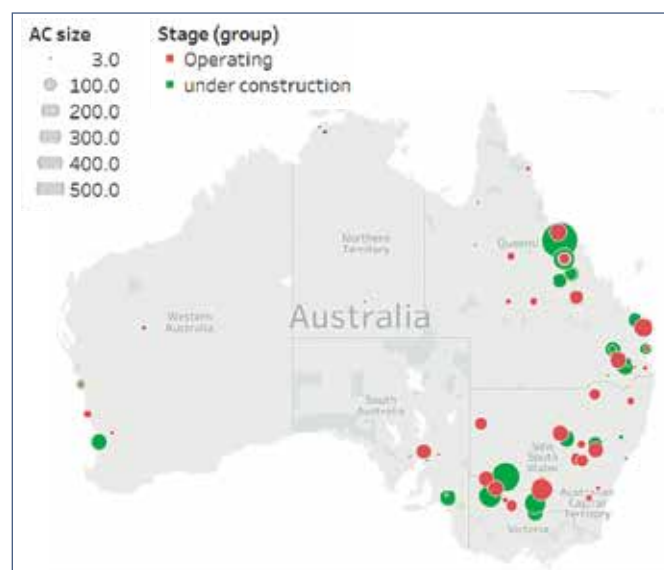 AC size
3.0
100.0
200.0
300.0
400.0
500.0
Stage (group)
Operating
under construction
Northern
Territory
Queensl
Western
Australia
Australia
South
Australia
New
South
Wales
Australian
Capital
Territory
Victoria